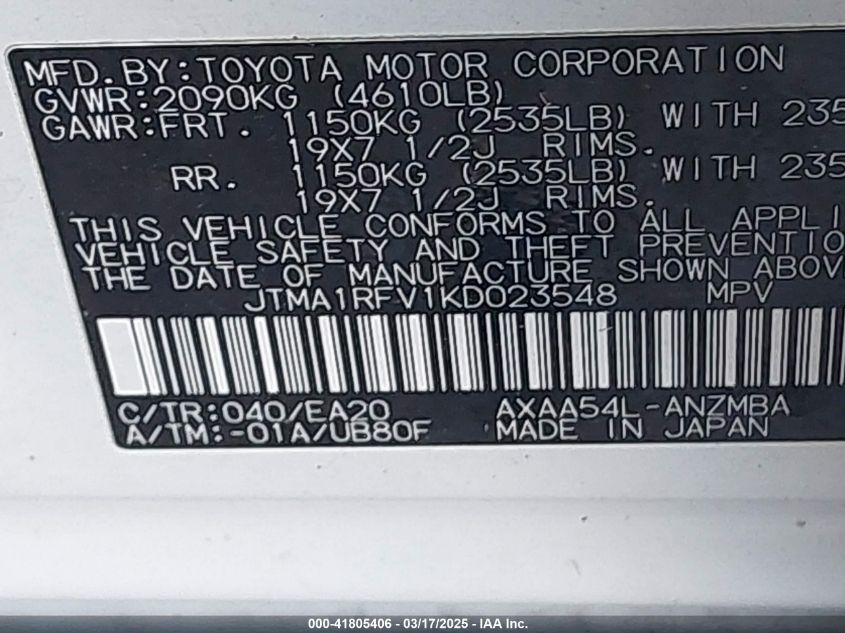 MFD. BY: TOYOTA MOTOR CORPORATION
GVWR: 2090KG (4610LB)
GAWR: FRT. 1150KG (2535LB) WITH 235
19X7 1/2J RIMS.
RR. 1150KG (2535LB) WITH 235
19X7 1/2J RIMS.
THIS VEHICLE CONFORMS TO ALL APPLI
VEHICLE SAFETY AND THEFT PREVENTIO
THE DATE OF MANUFACTURE SHOWN ABOV
JTMA1RFV1KD023548 MPV
C/TR: 040/EA20 AXAA54L-ANZMBA
A/TM: -01A/UB80F MADE IN JAPAN
000-41805406 - 03/17/2025 - IAA Inc.